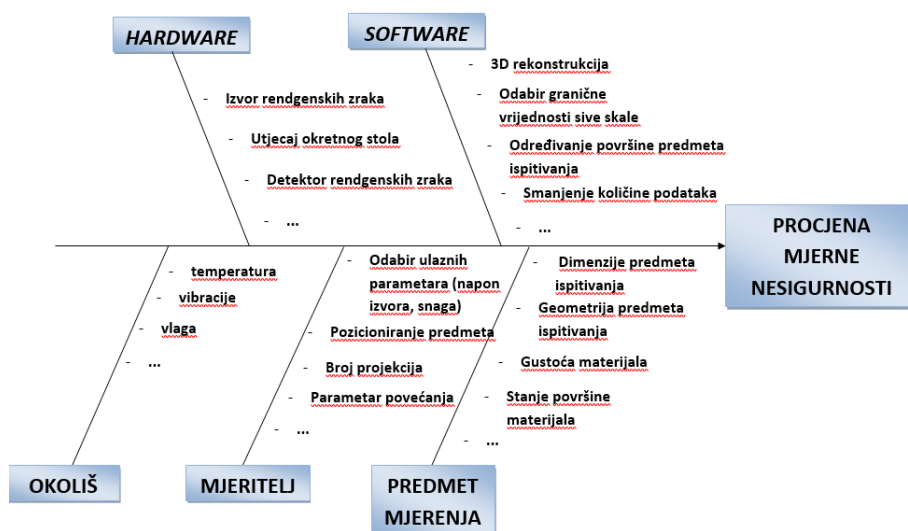 HARDWARE
- Izvor rendgenskih zraka
- Utjecaj okretnog stola
- Detektor rendgenskih zraka
- ...
SOFTWARE
- 3D rekonstrukcija
- Odabir granične
vrijednosti sive skale
- Određivanje površine predmeta
ispitivanja
- Smanjenje količine podataka
- ...
PROCJENA
MJERNE
NESIGURNOSTI
- temperatura
- vibracije
- vlaga
- ...
OKOLIŠ
- Odabir ulaznih
parametara (napon
izvora, snaga)
- Pozicioniranje predmeta
- Broj projekcija
- Parametar povećanja
- ...
MJERITELJ
- Dimenzije predmeta
ispitivanja
- Geometrija predmeta
ispitivanja
- Gustoća materijala
- Stanje površine
materijala
- ...
PREDMET
MJERENJA